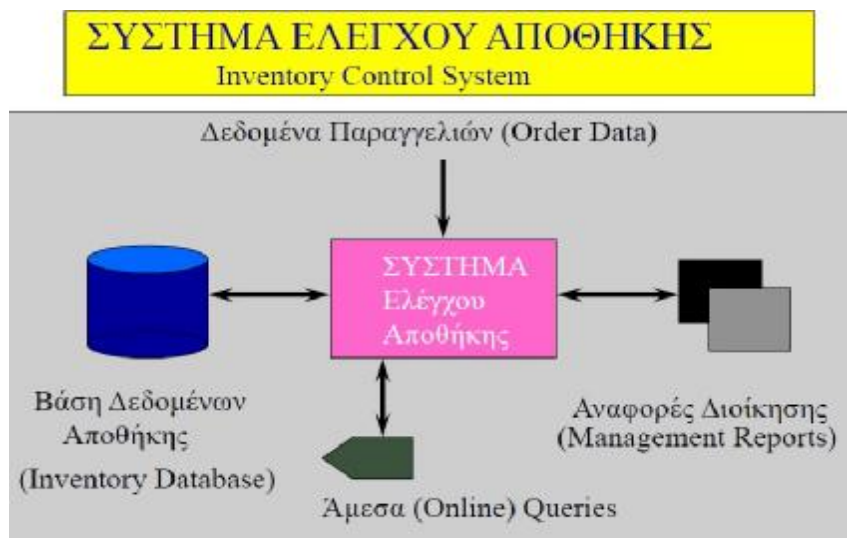 ΣΥΣΤΗΜΑ ΕΛΕΓΧΟΥ ΑΠΟΘΗΚΗΣ
Inventory Control System
Δεδομένα Παραγγελιών (Order Data)
ΣΥΣΤΗΜΑ
Ελέγχου
Αποθήκης
Βάση Δεδομένων
Αποθήκης
(Inventory Database)
Αναφορές Διοίκησης
(Management Reports)
Άμεσα (Online) Queries